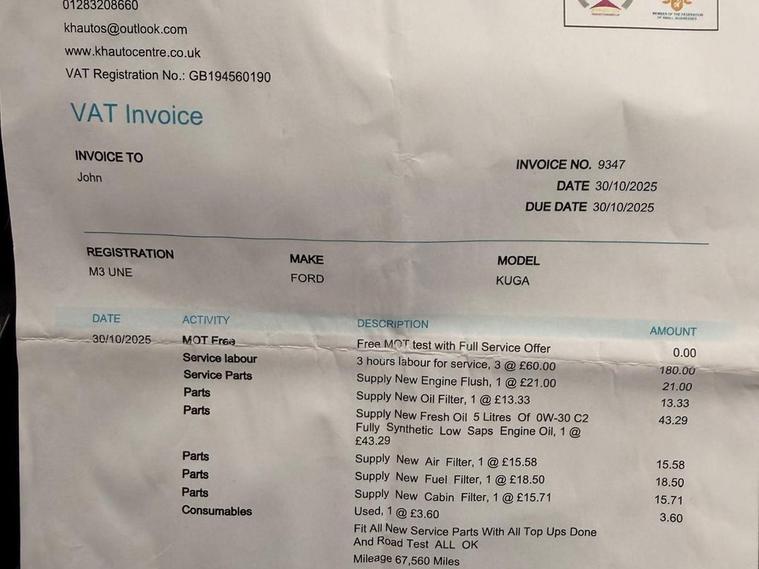 01283208660
khautos@outlook.com
www.khautocentre.co.uk
VAT Registration No.: GB194560190
MEMBER OF THE FEDERATION
OF SMALL BUSINESSES
VAT Invoice
INVOICE TO
John
INVOICE NO. 9347
DATE 30/10/2025
DUE DATE 30/10/2025
REGISTRATION MAKE MODEL
M3 UNE FORD KUGA
DATE ACTIVITY DESCRIPTION AMOUNT
30/10/2025 MOT Free Free MOT test with Full Service Offer 0.00
Service labour 3 hours labour for service, 3 @ £60.00 180.00
Service Parts Supply New Engine Flush, 1 @ £21.00 21.00
Parts Supply New Oil Filter, 1 @ £13.33 13.33
Parts Supply New Fresh Oil 5 Litres Of 0W-30 C2 43.29
Fully Synthetic Low Saps Engine Oil, 1 @
£43.29
Parts Supply New Air Filter, 1 @ £15.58 15.58
Parts Supply New Fuel Filter, 1 @ £18.50 18.50
Parts Supply New Cabin Filter, 1 @ £15.71 15.71
Consumables Used, 1 @ £3.60 3.60
Fit All New Service Parts With All Top Ups Done
And Road Test ALL OK
Mileage 67,560 Miles